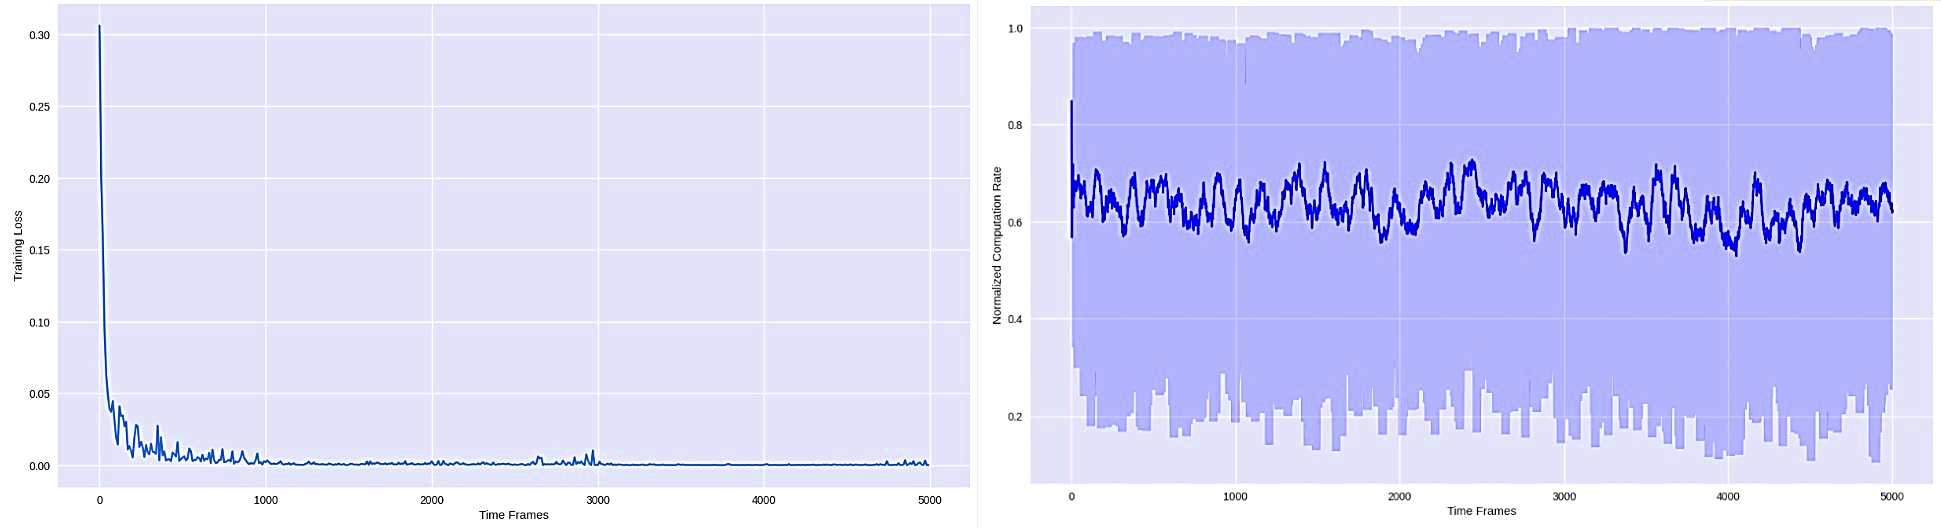 0.30
0.25
0.20
0.15
0.10
0.05
0.00
Training Loss
0 1000 2000 3000 4000 5000
Time Frames
1.0
0.8
0.6
0.4
0.2
Normalized Computation Rate
0 1000 2000 3000 4000 5000
Time Frames